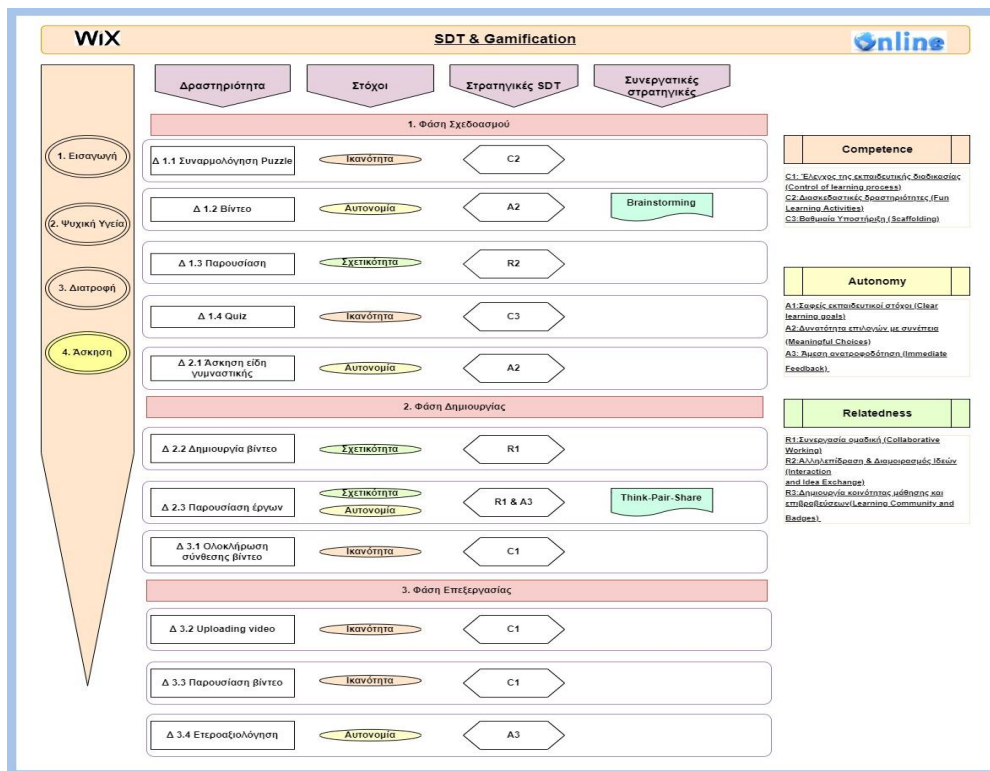 WiX
SDT & Gamification
Online
Δραστηριότητα
Στόχοι
Στρατηγικές SDT
Συνεργατικές
στρατηγικές
1. Φάση Σχεδοασμού
1. Εισαγωγή
2. Ψυχική Υγεία
3. Διατροφή
4. Άσκηση
Δ 1.1 Συναρμολόγηση Puzzle
Ικανότητα
C2
Δ 1.2 Βίντεο
Αυτονομία
A2
Brainstorming
Δ 1.3 Παρουσίαση
Σχετικότητα
R2
Δ 1.4 Quiz
Ικανότητα
C3
Δ 2.1 Άσκηση είδη
γυμναστικής
Αυτονομία
A2
2. Φάση Δημιουργίας
Δ 2.2 Δημιουργία βίντεο
Σχετικότητα
R1
Δ 2.3 Παρουσίαση έργων
Σχετικότητα
Αυτονομία
R1 & A3
Think-Pair-Share
Δ 3.1 Ολοκλήρωση
σύνθεσης βίντεο
Ικανότητα
C1
3. Φάση Επεξεργασίας
Δ 3.2 Uploading video
Ικανότητα
C1
Δ 3.3 Παρουσίαση βίντεο
Ικανότητα
C1
Δ 3.4 Ετεροαξιολόγηση
Αυτονομία
A3
Competence
C1: Έλεγχος της εκπαιδευτικής διαδικασίας
(Control of learning process)
C2:Διασκεδαστικές δραστηριότητες (Fun
Learning Activities)
C3:Βαθμιαία Υποστήριξη (Scaffolding)
Autonomy
A1:Σαφείς εκπαιδευτικοί στόχοι (Clear
learning goals)
A2:Δυνατότητα επιλογών με συνέπεια
(Meaningful Choices)
A3: Άμεση ανατροφοδότηση (Immediate
Feedback)
Relatedness
R1:Συνεργασία ομαδική (Collaborative
Working)
R2:Αλληλεπίδραση & Διαμοιρασμός Ιδεών
(Interaction
and Idea Exchange)
R3:Δημιουργία κοινότητας μάθησης και
επιβραβεύσεων(Learning Community and
Badges)